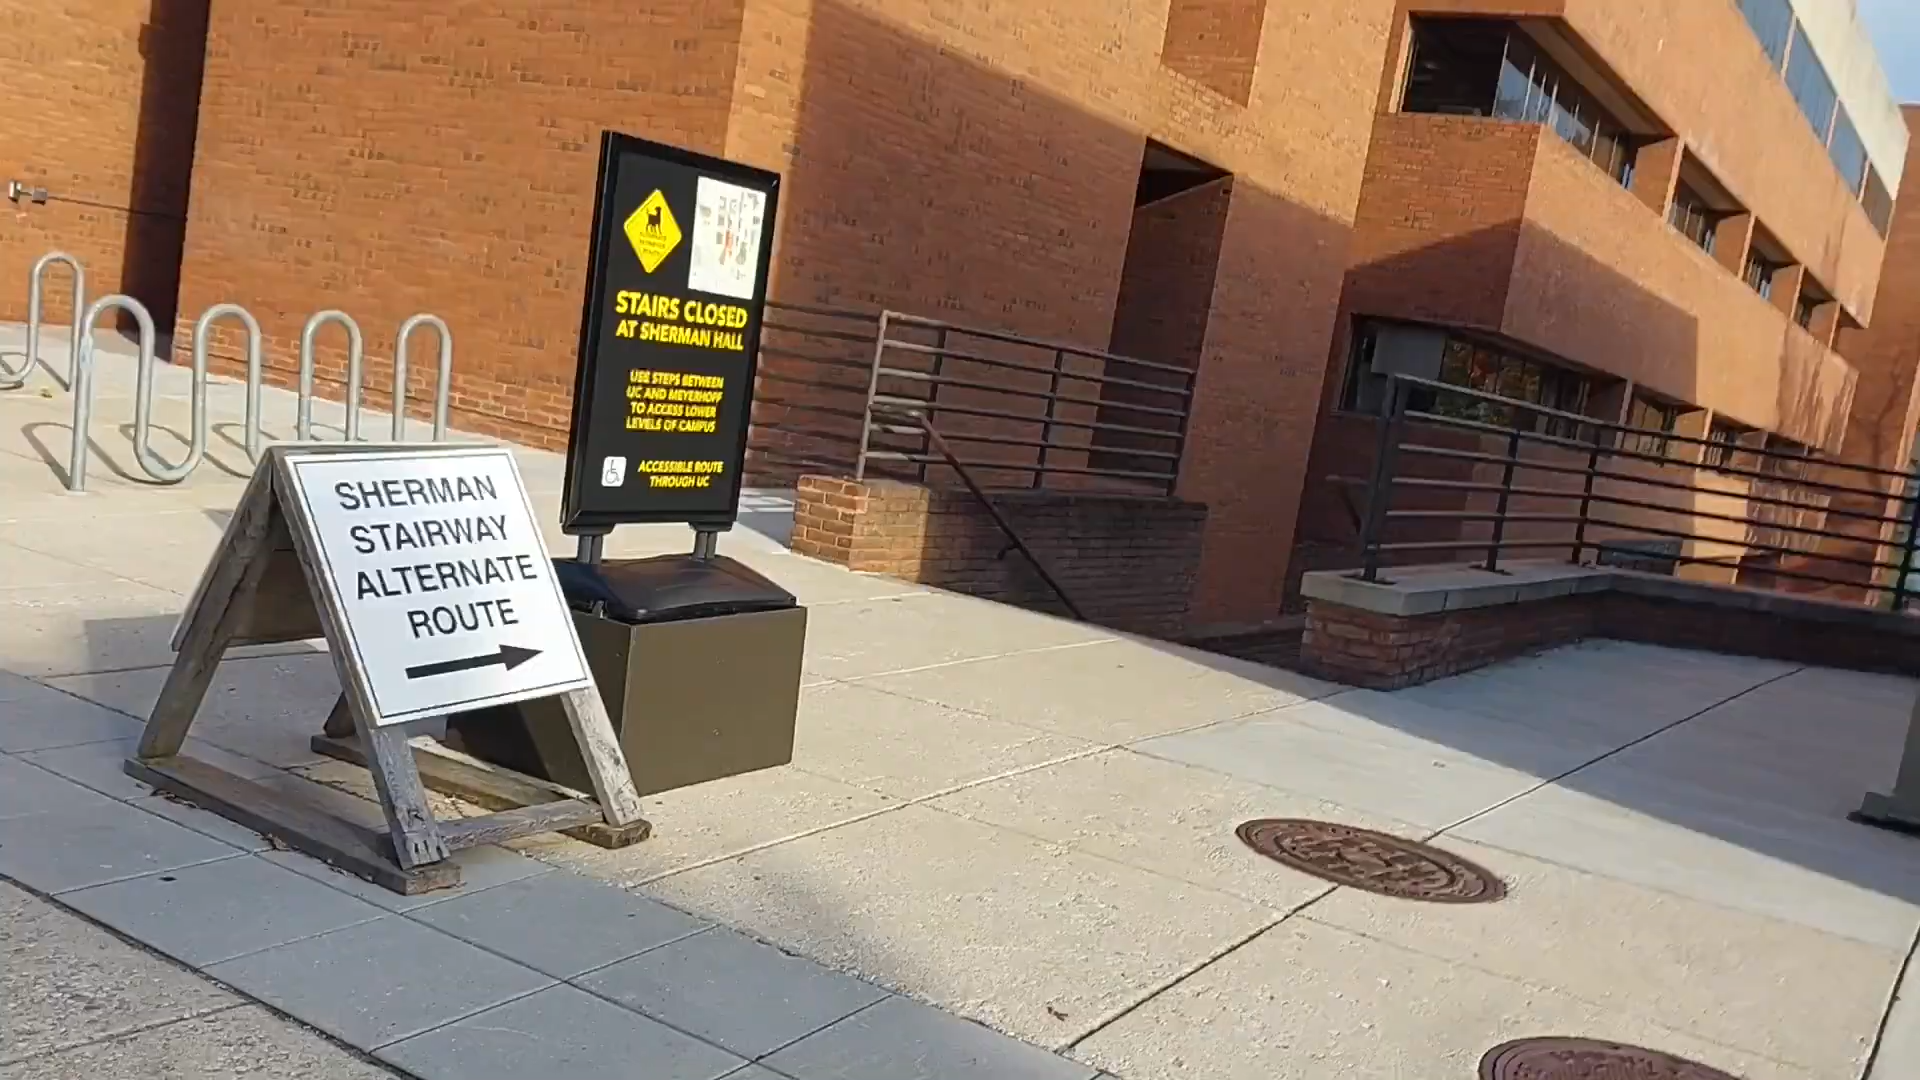 SHERMAN
STAIRWAY
ALTERNATE
ROUTE
STAIRS CLOSED
AT SHERMAN HALL
USE STEPS BETWEEN
UC AND MEYERHOFF
TO ACCESS LOWER
LEVELS OF CAMPUS
ACCESSIBLE ROUTE
THROUGH UC